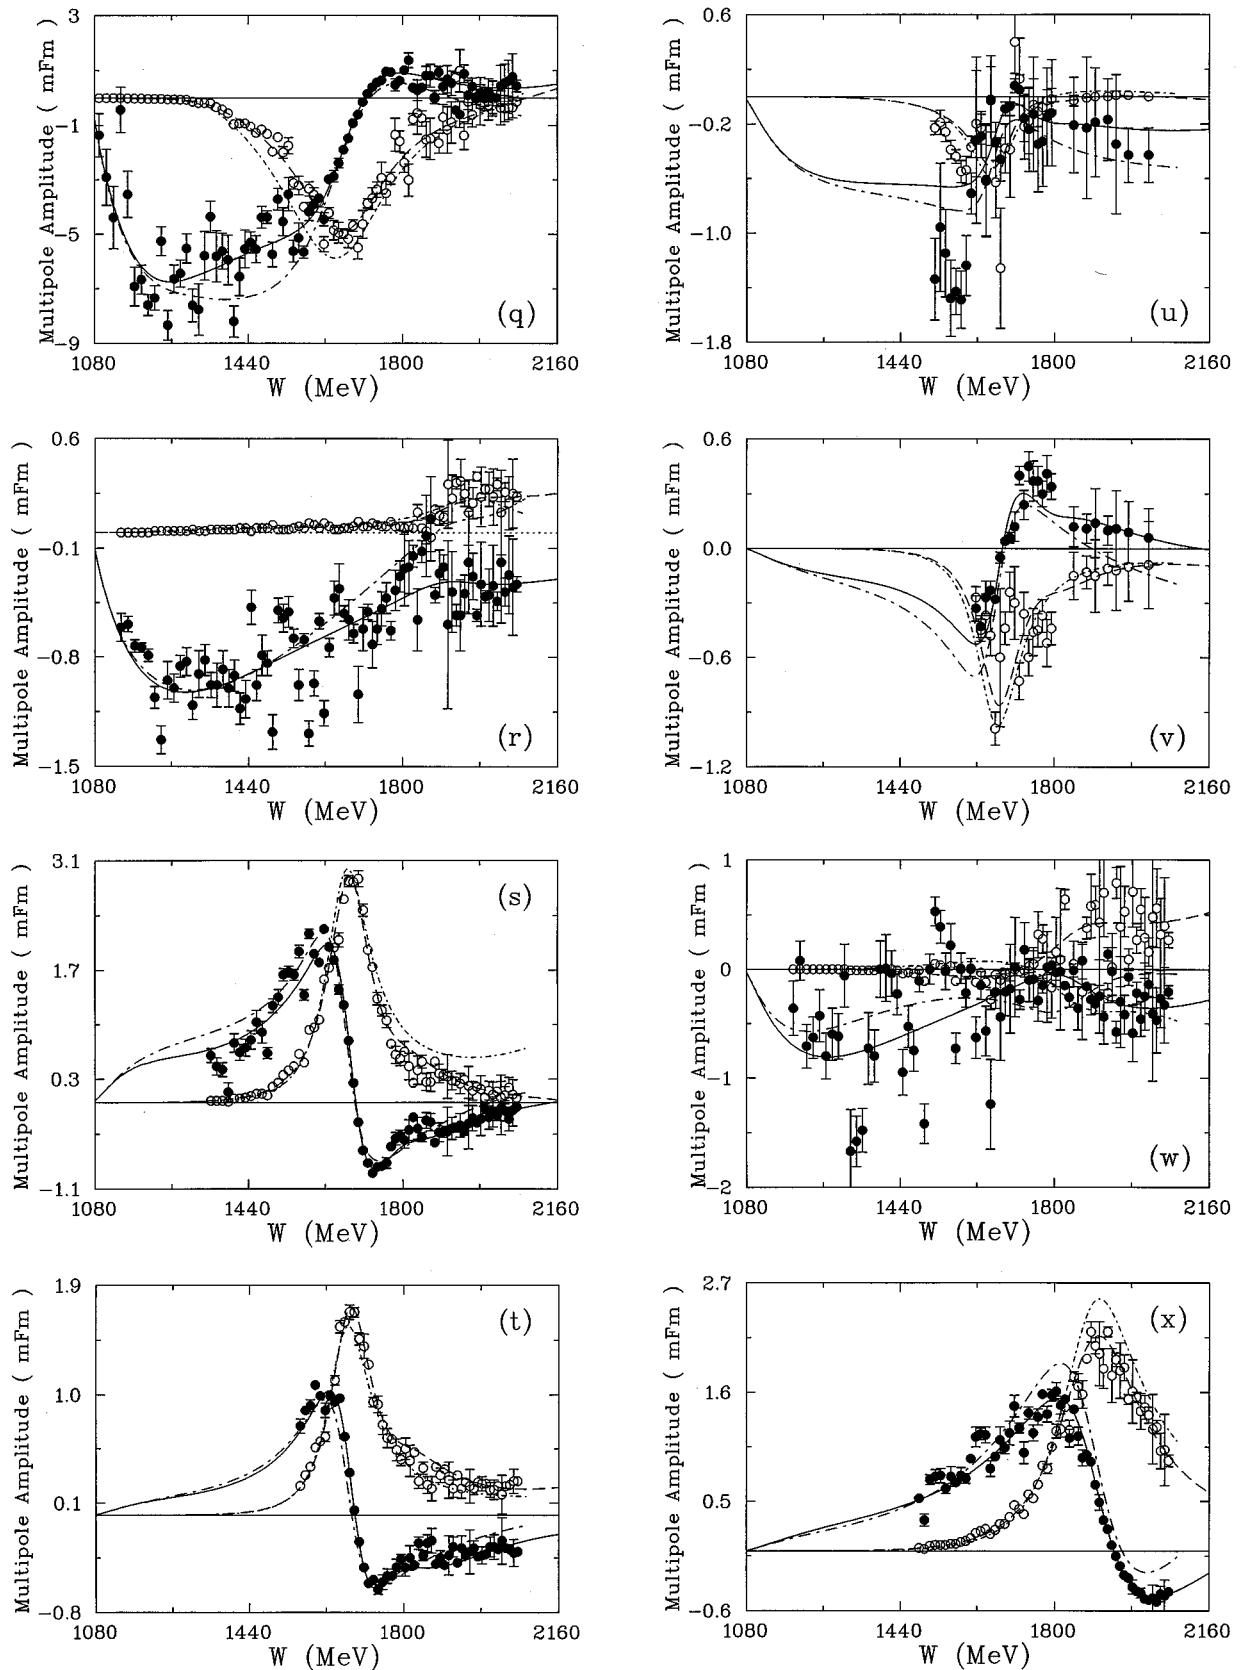 Multipole Amplitude ( mFm )
3
-1
-5
-9
(q)
1080 1440 1800 2160
W (MeV)
Multipole Amplitude ( mFm )
0.6
-0.2
-1.0
-1.8
(u)
1080 1440 1800 2160
W (MeV)
Multipole Amplitude ( mFm )
0.6
-0.1
-0.8
-1.5
(r)
1080 1440 1800 2160
W (MeV)
Multipole Amplitude ( mFm )
0.6
0.0
-0.6
-1.2
(v)
1080 1440 1800 2160
W (MeV)
Multipole Amplitude ( mFm )
3.1
1.7
0.3
-1.1
(s)
1080 1440 1800 2160
W (MeV)
Multipole Amplitude ( mFm )
1
0
-1
-2
(w)
1080 1440 1800 2160
W (MeV)
Multipole Amplitude ( mFm )
1.9
1.0
0.1
-0.8
(t)
1080 1440 1800 2160
W (MeV)
Multipole Amplitude ( mFm )
2.7
1.6
0.5
-0.6
(x)
1080 1440 1800 2160
W (MeV)